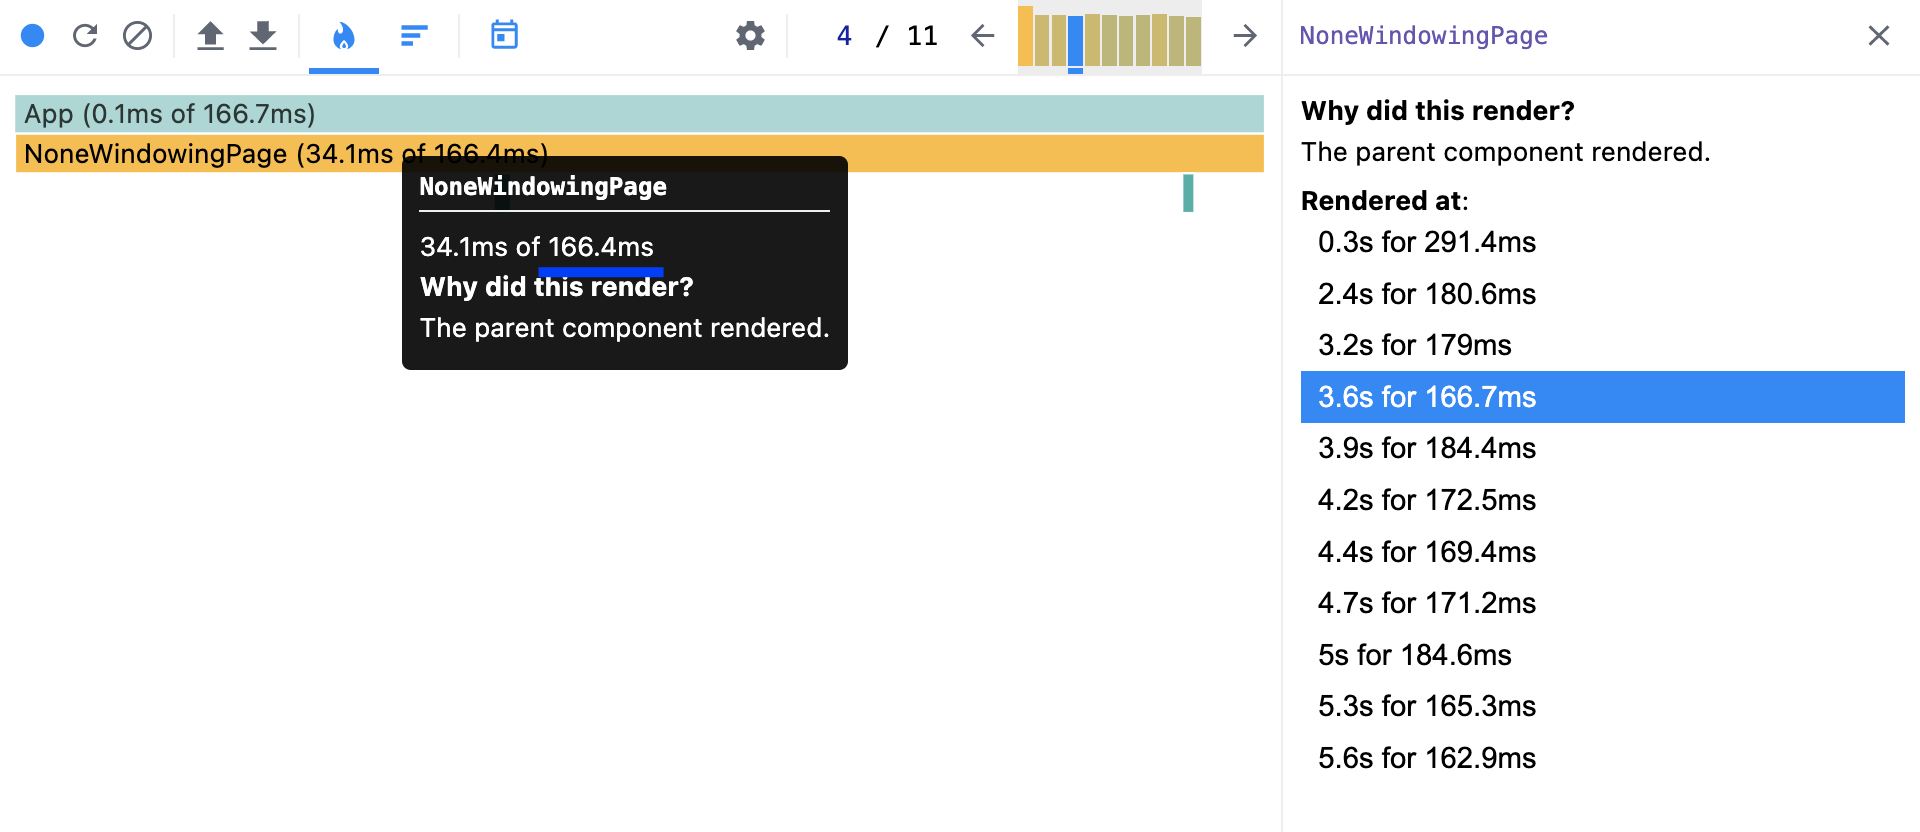 4 / 11
NoneWindowingPage
App (0.1ms of 166.7ms)
NoneWindowingPage (34.1ms of 166.4ms)
NoneWindowingPage
34.1ms of 166.4ms
Why did this render?
The parent component rendered.
Why did this render?
The parent component rendered.
Rendered at:
0.3s for 291.4ms
2.4s for 180.6ms
3.2s for 179ms
3.6s for 166.7ms
3.9s for 184.4ms
4.2s for 172.5ms
4.4s for 169.4ms
4.7s for 171.2ms
5s for 184.6ms
5.3s for 165.3ms
5.6s for 162.9ms